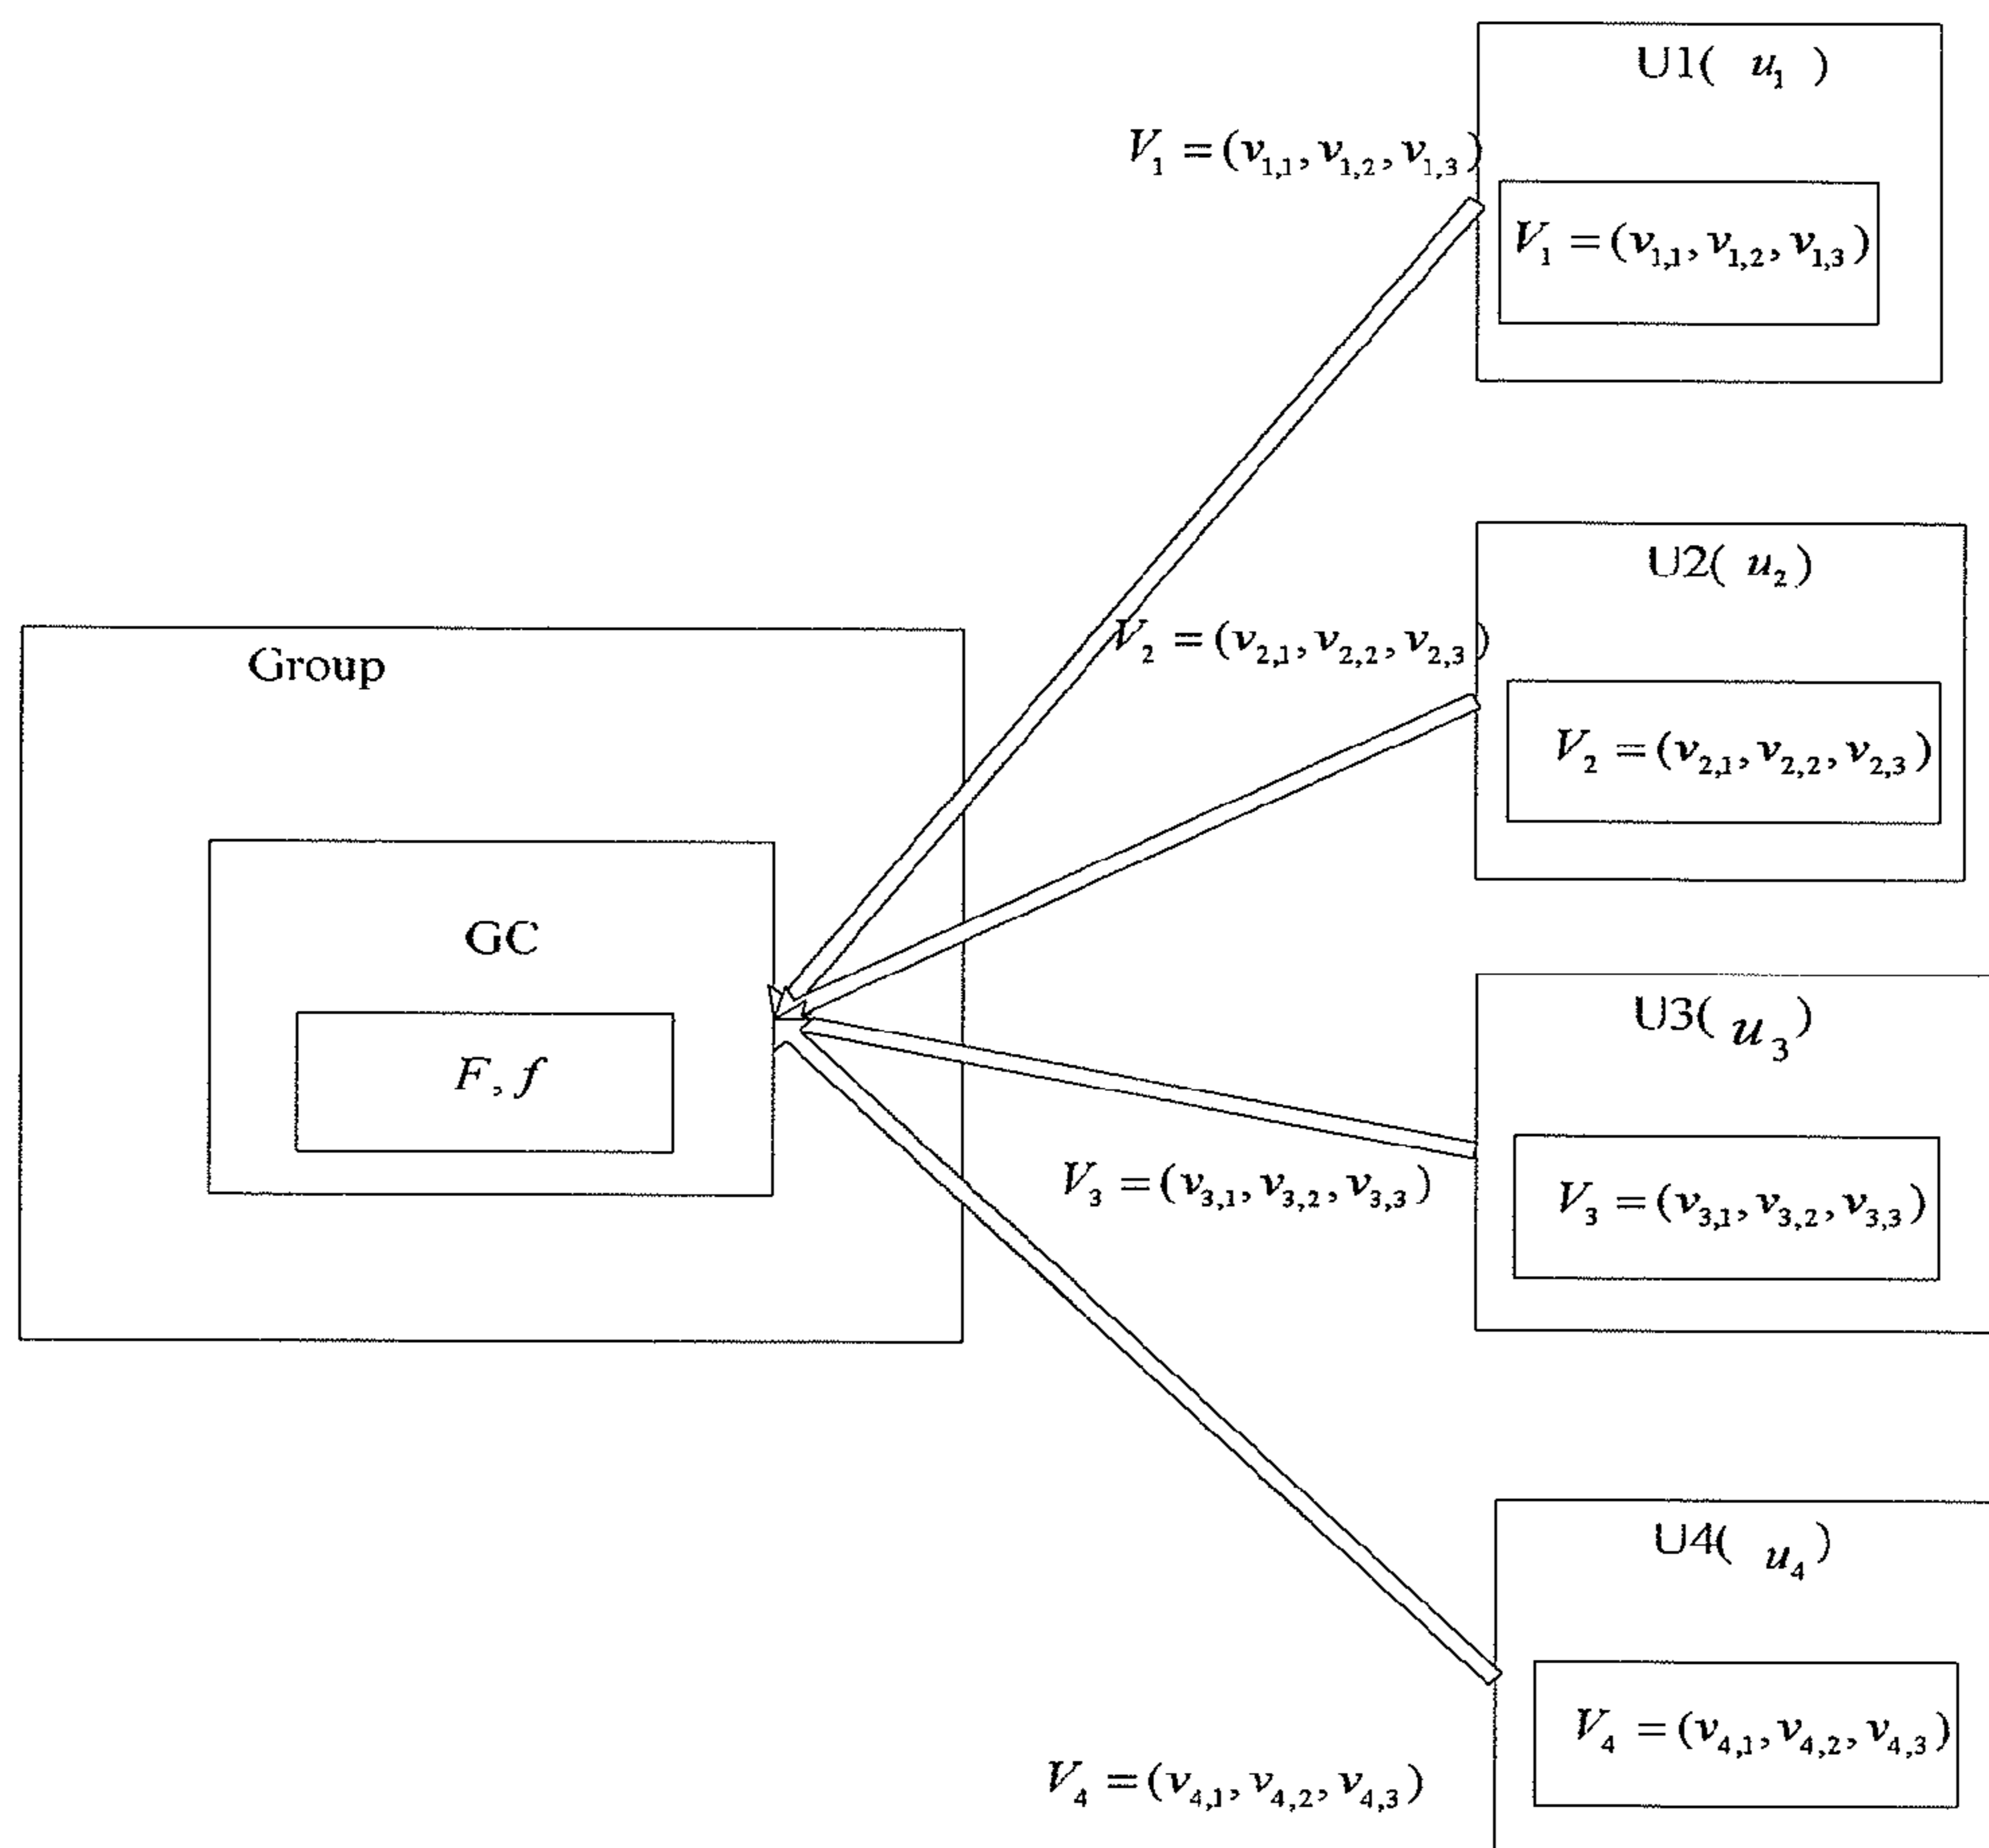 U1( u₁ )
V₁ = (v₁,₁, v₁,₂, v₁,₃)
V₁ = (v₁,₁, v₁,₂, v₁,₃)
U2( u₂)
V₂ = (v₂,₁, v₂,₂, v₂,₃)
V₂ = (v₂,₁, v₂,₂, v₂,₃)
Group
GC
F, f
U3( u₃)
V₃ = (v₃,₁, v₃,₂, v₃,₃)
V₃ = (v₃,₁, v₃,₂, v₃,₃)
U4( u₄)
V₄ = (v₄,₁, v₄,₂, v₄,₃)
V₄ = (v₄,₁, v₄,₂, v₄,₃)